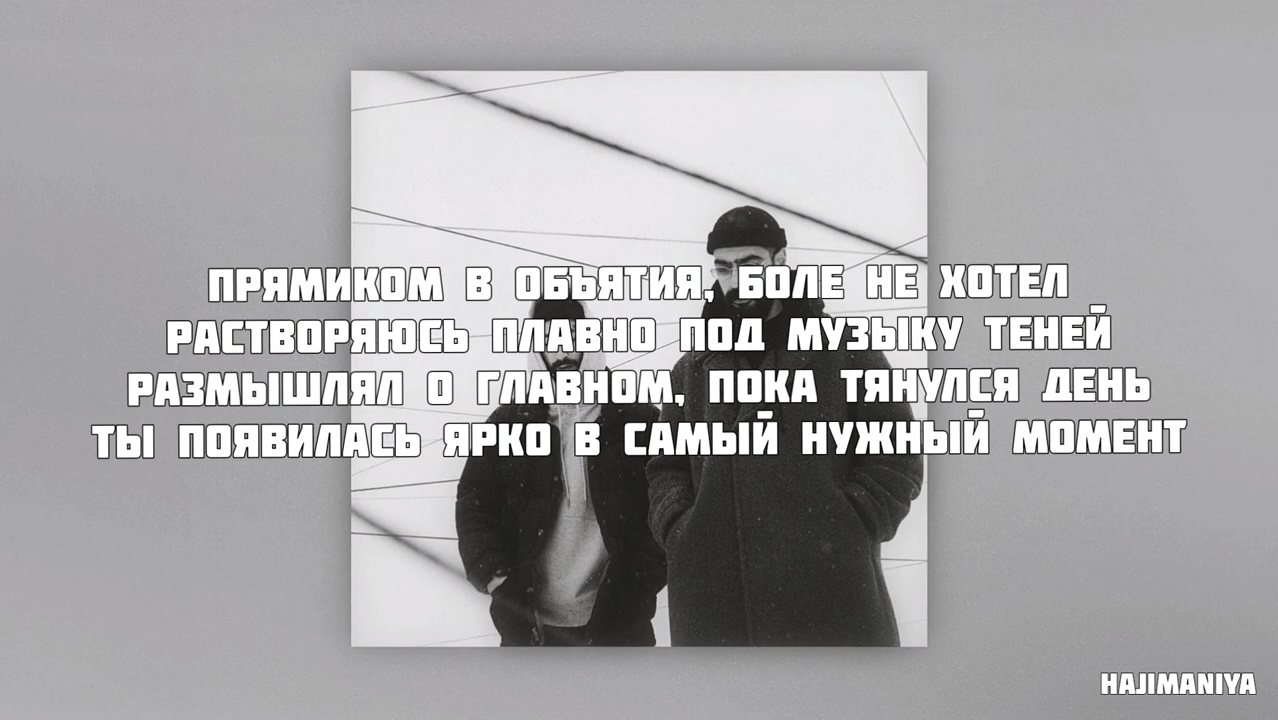 ПРЯМИКОМ В ОБЪЯТИЯ, БОЛЕ НЕ ХОТЕЛ
РАСТВОРЯЮСЬ ПЛАВНО ПОД МУЗЫКУ ТЕНЕЙ
РАЗМЫШЛЯЛ О ГЛАВНОМ, ПОКА ТЯНУЛСЯ ДЕНЬ
ТЫ ПОЯВИЛАСЬ ЯРКО В САМЫЙ НУЖНЫЙ МОМЕНТ
HAJIMANIYA